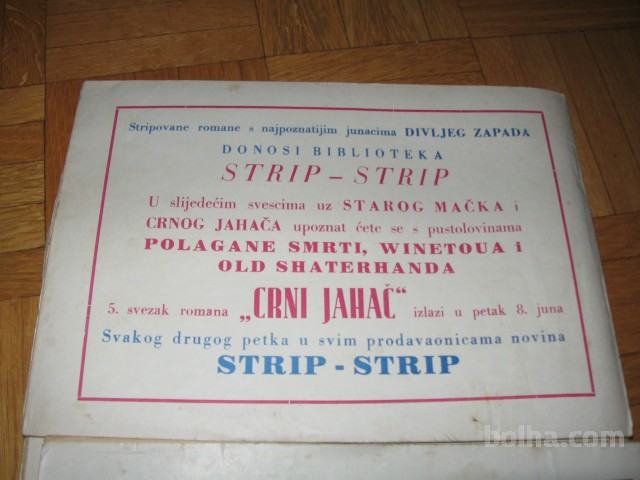 Stripovane romane s najpoznatijim junacima DIVLJEG ZAPADA
DONOSI BIBLIOTEKA
STRIP – STRIP
U slijedećim svescima uz STAROG MAČKA i
CRNOG JAHAČA upoznat ćete se s pustolovinama
POLAGANE SMRTI, WINETOUA i
OLD SHATERHANDA
5. svezak romana „CRNI JAHAČ“ izlazi u petak 8. juna
Svakog drugog petka u svim prodavaonicama novina
STRIP - STRIP
bolha.com